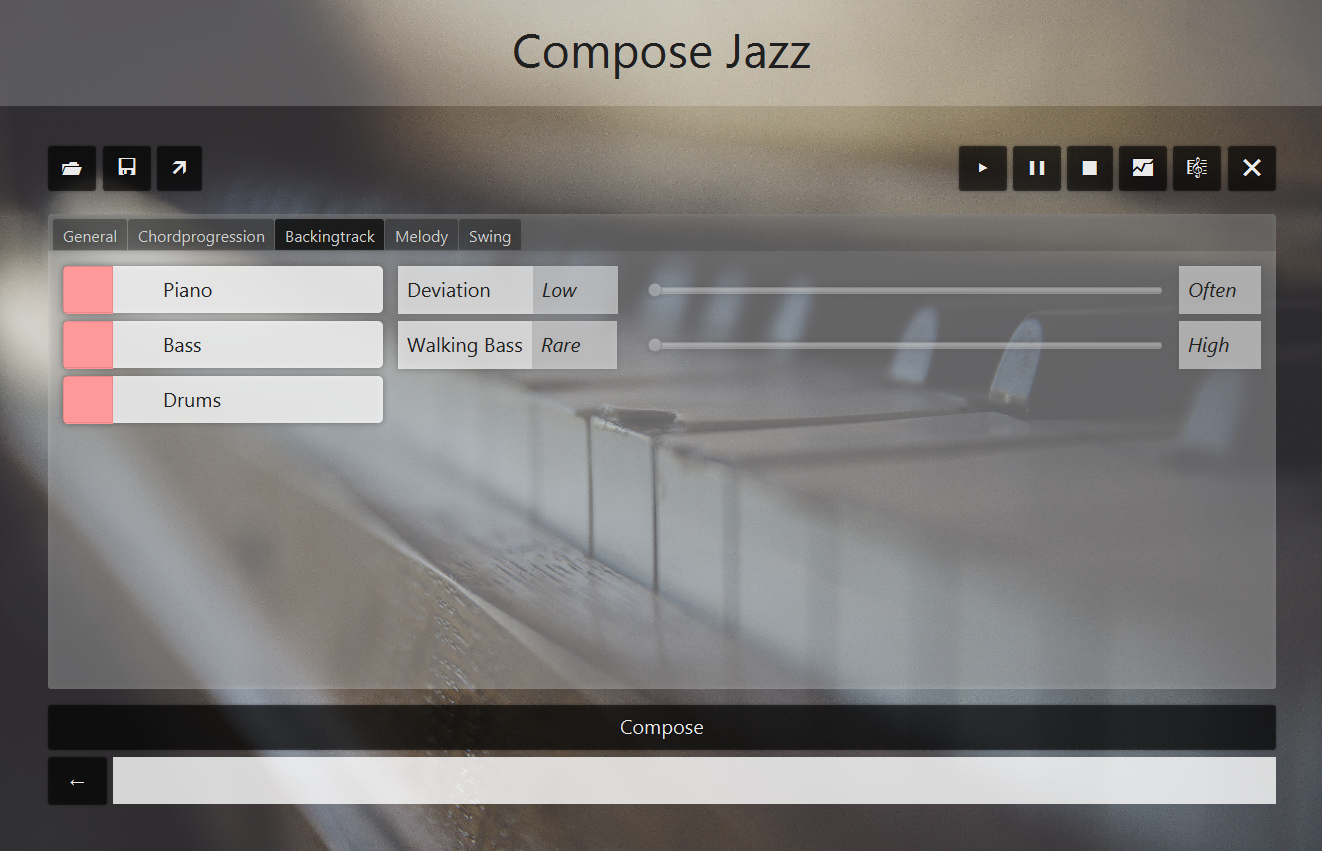 Compose Jazz
General Chordprogression Backingtrack Melody Swing
Piano Deviation Low Often
Bass Walking Bass Rare High
Drums
Compose
←